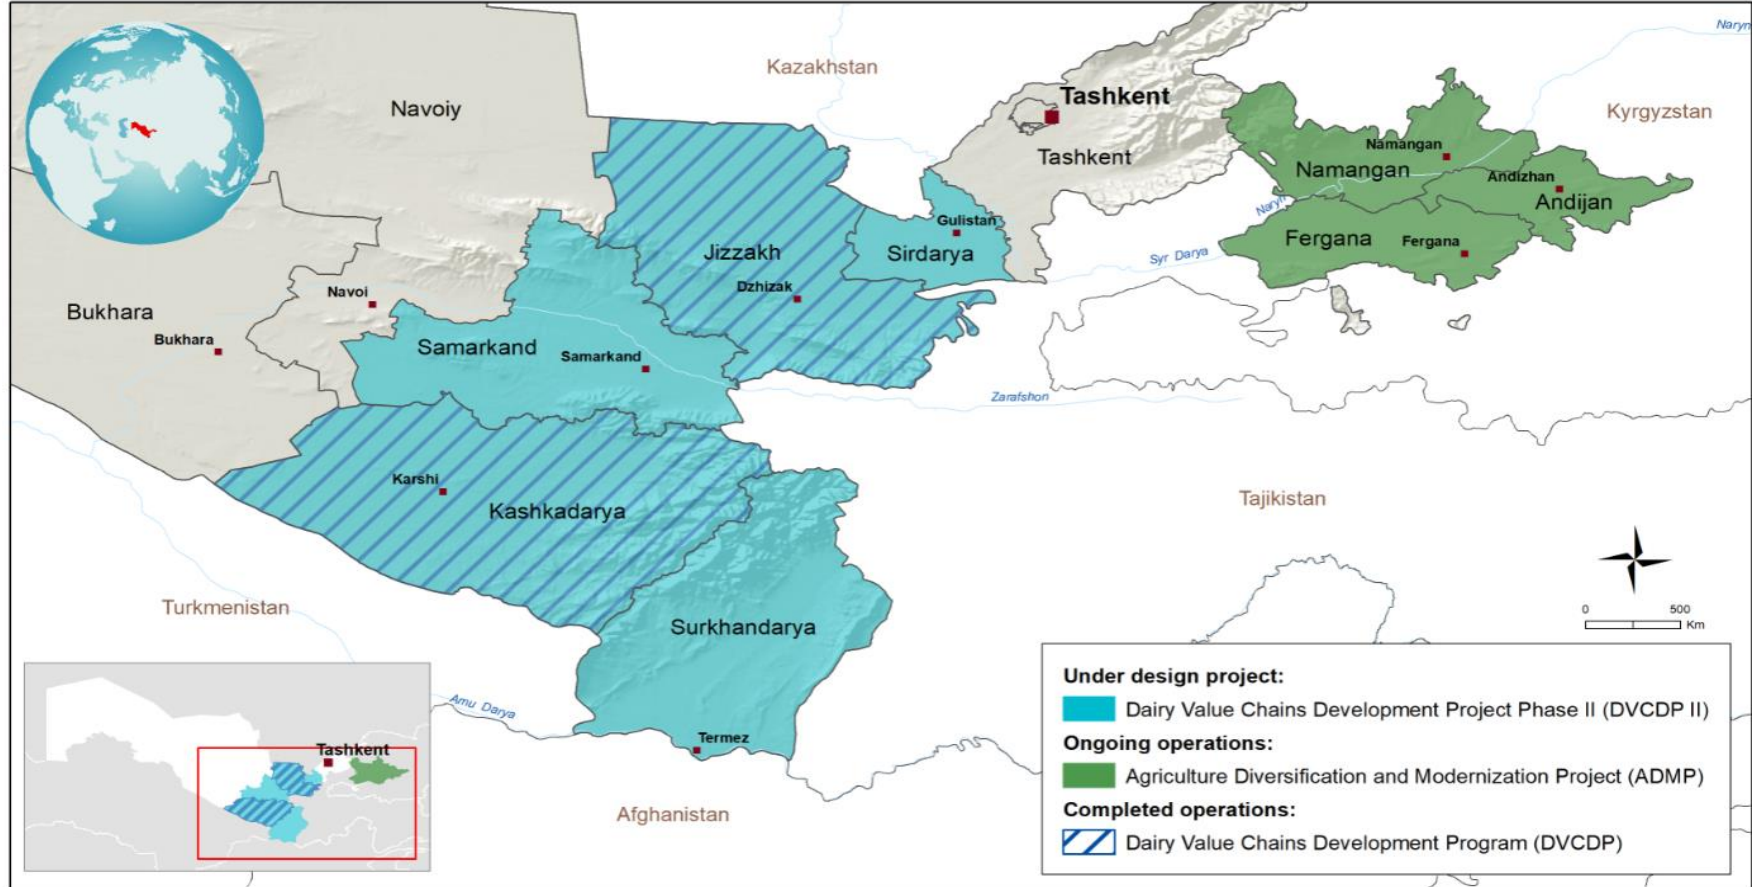 Kazakhstan
Naryn
Navoiy
Tashkent
Kyrgyzstan
Tashkent
Namangan
Namangan
Andizhan
Andijan
Naryn
Gulistan
Sirdarya
Fergana
Fergana
Jizzakh
Syr Darya
Dzhizak
Navoi
Bukhara
Bukhara
Samarkand
Samarkand
Zarafshon
Karshi
Kashkadarya
Tajikistan
Turkmenistan
Surkhandarya
0 500
Km
Amu Darya
Termez
Tashkent
Afghanistan
Under design project:
Dairy Value Chains Development Project Phase II (DVCDP II)
Ongoing operations:
Agriculture Diversification and Modernization Project (ADMP)
Completed operations:
Dairy Value Chains Development Program (DVCDP)